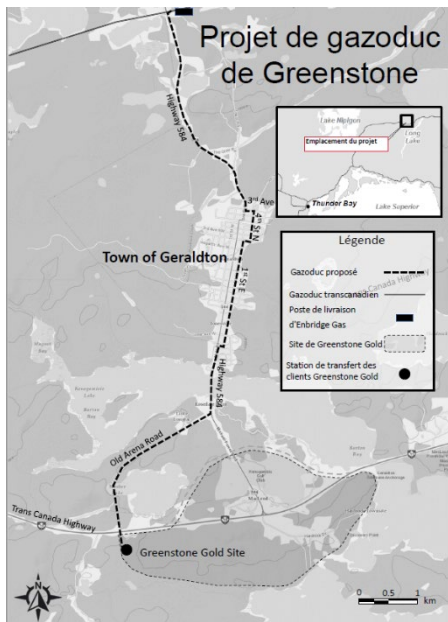 Projet de gazoduc
de Greenstone
Highway 584
Lake Nipigon
Long
Lake
Emplacement du projet
Thunder Bay
Lake Superior
3rd Ave
4th St N
Town of Geraldton
1st St E
Légende
Gazoduc proposé
Gazoduc transcanadien
Poste de livraison
d'Enbridge Gas
Site de Greenstone Gold
Station de transfert des
clients Greenstone Gold
Highway 584
Old Arena Road
Trans Canada Highway
Greenstone Gold Site
N
0 0.5 1
km